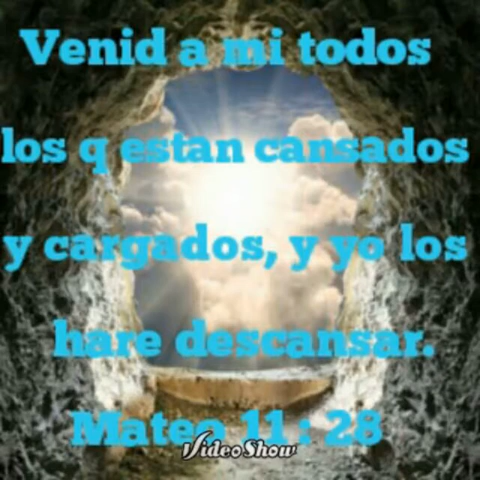 Venid a mi todos
los q estan cansados
y cargados, y yo los
hare descansar.
Mateo 11 : 28
VideoShow